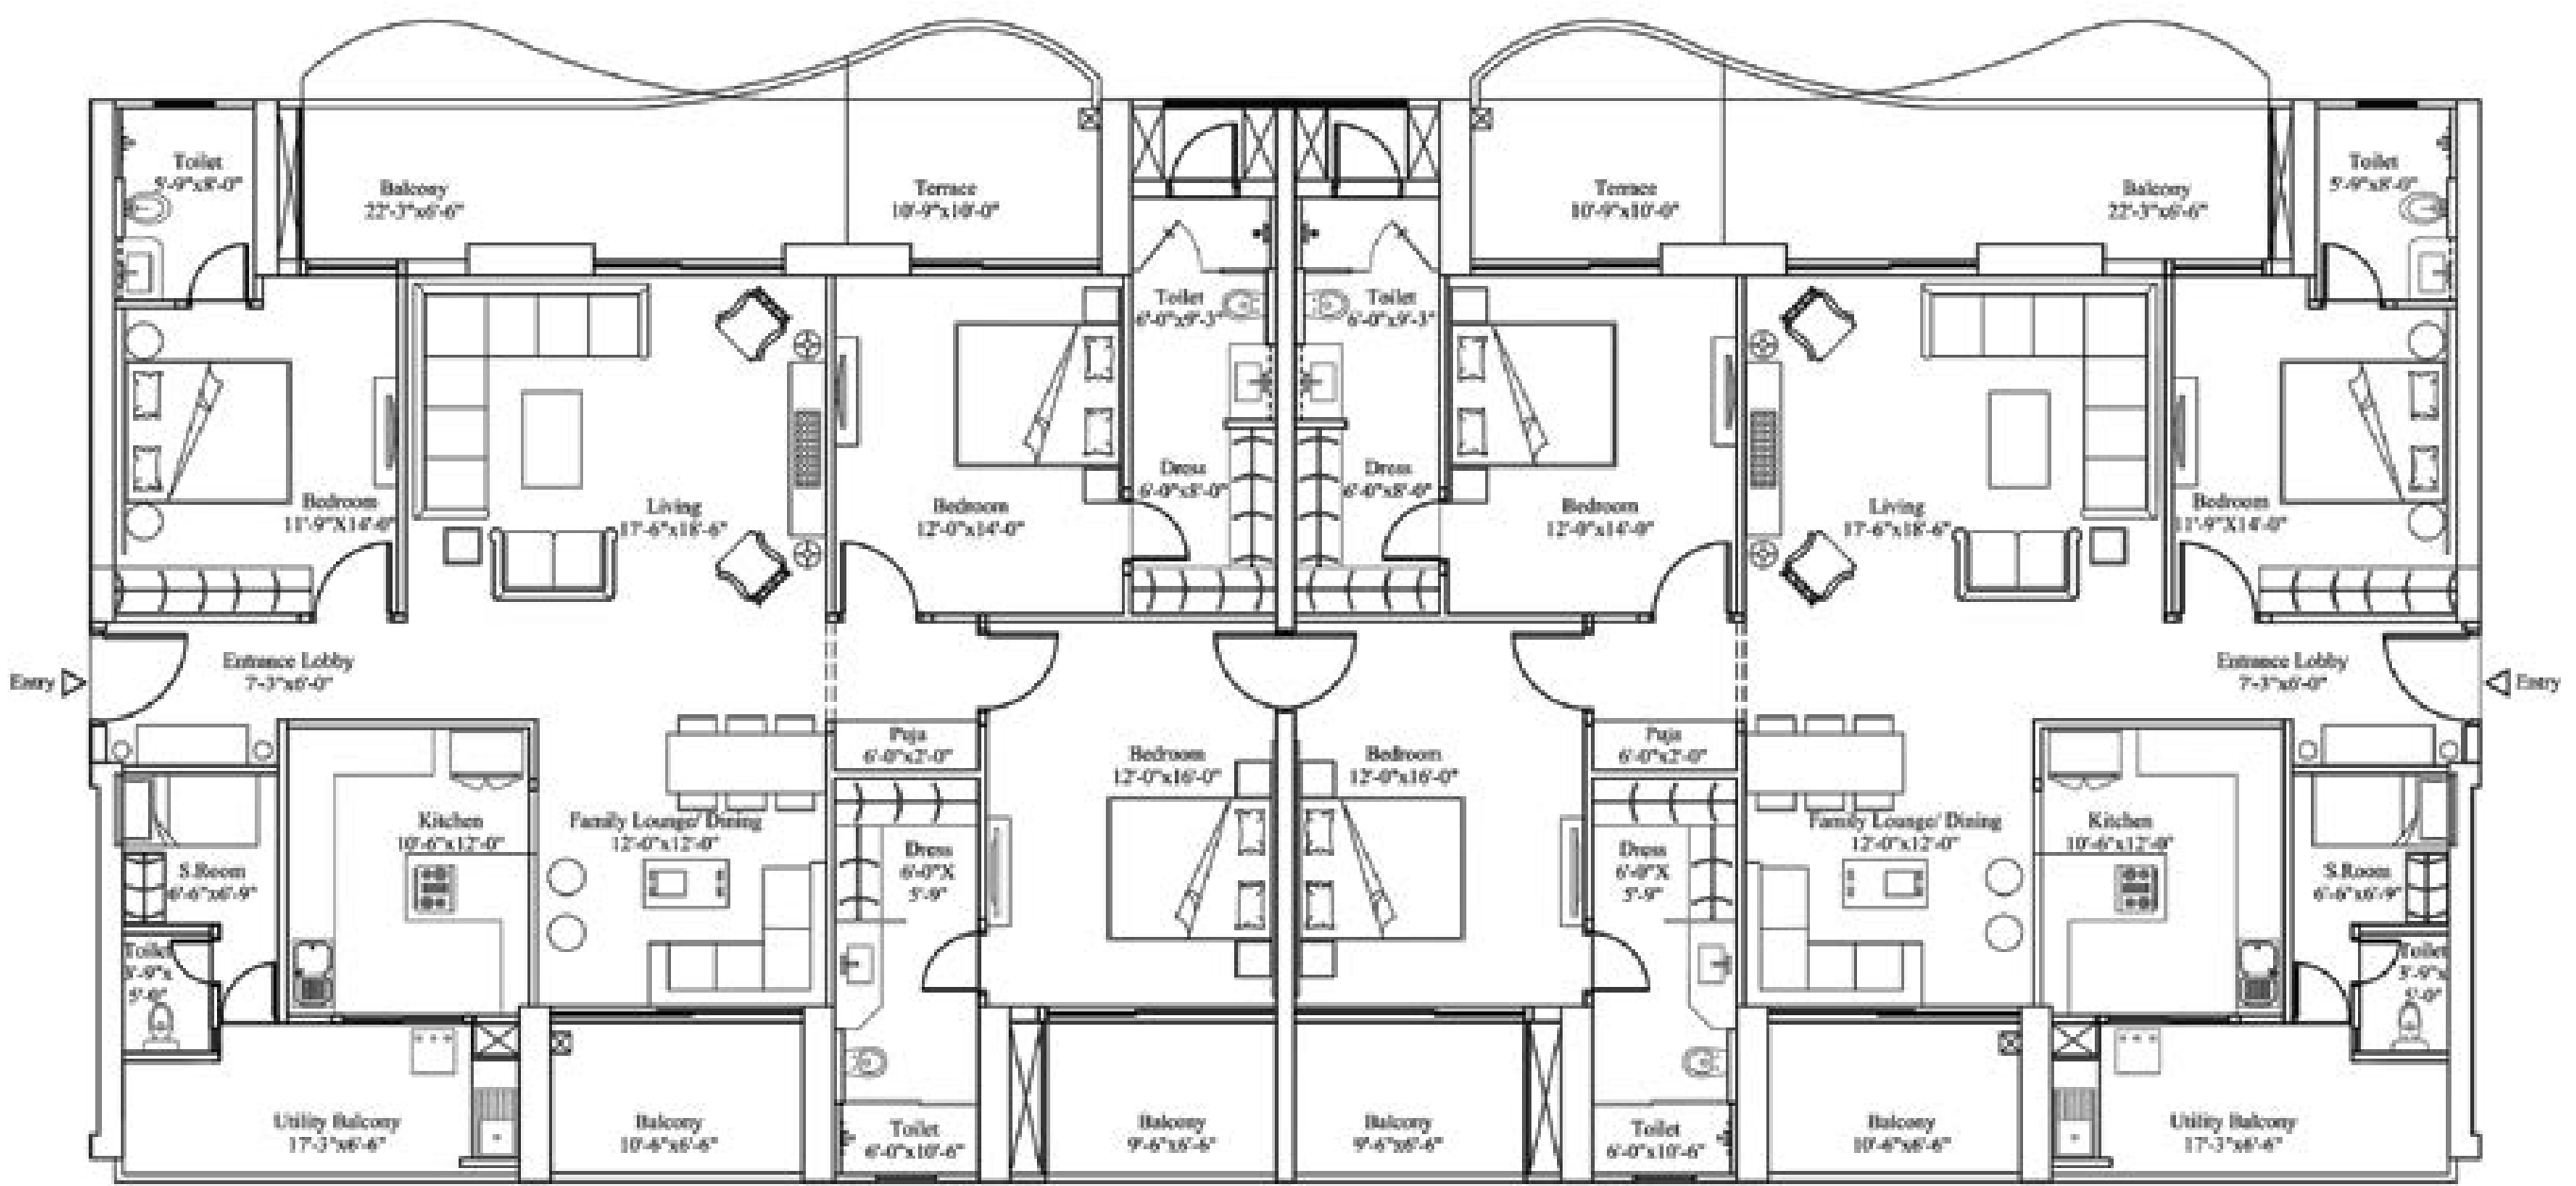 Toilet
5'-9"x8'-0"
Balcony
22'-3"x6'-6"
Terrace
10'-9"x10'-0"
Terrace
10'-9"x10'-0"
Balcony
22'-3"x6'-6"
Toilet
5'-9"x8'-0"
Toilet
6'-0"x9'-3"
Toilet
6'-0"x9'-3"
Bedroom
11'-9"X14'-0"
Living
17'-6"x18'-6"
Bedroom
12'-0"x14'-0"
Dress
6'-0"x8'-0"
Dress
6'-0"x8'-0"
Bedroom
12'-0"x14'-0"
Living
17'-6"x18'-6"
Bedroom
11'-9"X14'-0"
Entry
Entrance Lobby
7'-3"x6'-0"
Entrance Lobby
7'-3"x6'-0"
Entry
Puja
6'-0"x2'-0"
Bedroom
12'-0"x16'-0"
Bedroom
12'-0"x16'-0"
Puja
6'-0"x2'-0"
Kitchen
10'-6"x12'-0"
Family Lounge/ Dining
12'-0"x12'-0"
Family Lounge/ Dining
12'-0"x12'-0"
Kitchen
10'-6"x12'-0"
S.Room
6'-6"x6'-9"
Dress
6'-0"X
5'-9"
Dress
6'-0"X
5'-9"
S.Room
6'-6"x6'-9"
Toilet
3'-9"x
5'-0"
Toilet
3'-9"x
5'-0"
Utility Balcony
17'-3"x6'-6"
Balcony
10'-6"x6'-6"
Toilet
6'-0"x10'-6"
Balcony
9'-6"x6'-6"
Balcony
9'-6"x6'-6"
Toilet
6'-0"x10'-6"
Balcony
10'-6"x6'-6"
Utility Balcony
17'-3"x6'-6"